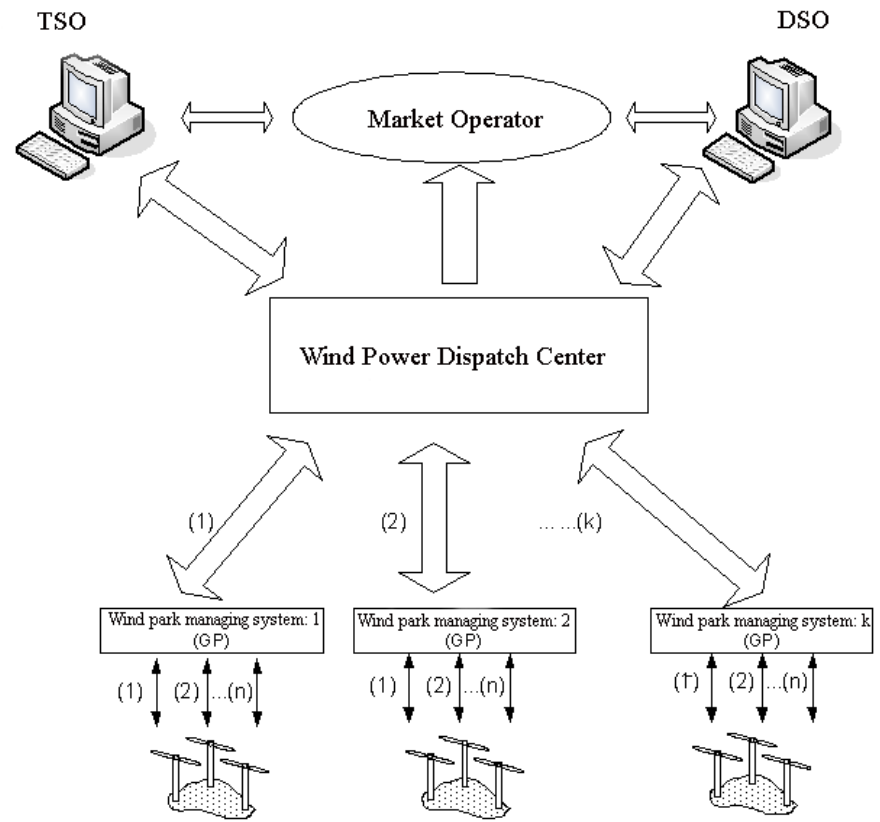 TSO
DSO
Market Operator
Wind Power Dispatch Center
(1)
(2)
... ...(k)
Wind park managing system: 1
(GP)
Wind park managing system: 2
(GP)
Wind park managing system: k
(GP)
(1)
(2)
...(n)
(1)
(2)
...(n)
(1)
(2)
...(n)